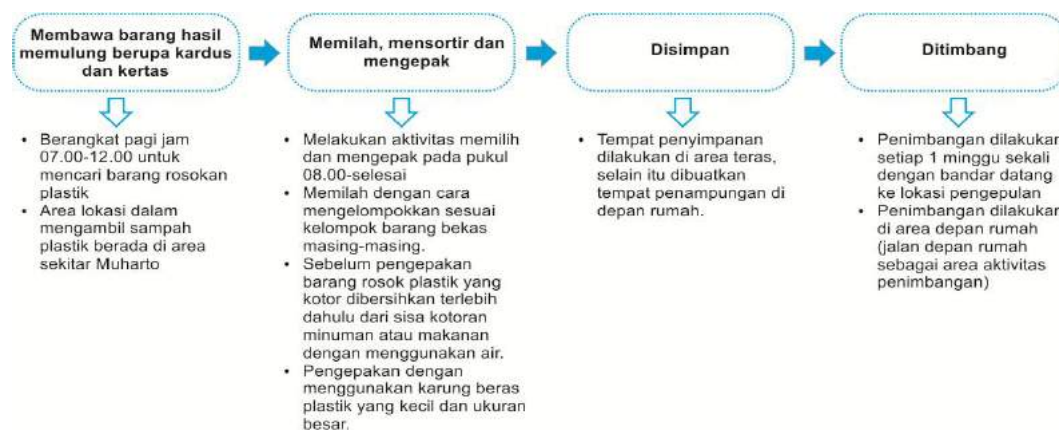 Membawa barang hasil
memulung berupa kardus
dan kertas
Memilah, mensortir dan
mengepak
Disimpan
Ditimbang
• Berangkat pagi jam
07.00-12.00 untuk
mencari barang rosokan
plastik
• Area lokasi dalam
mengambil sampah
plastik berada di area
sekitar Muharto
• Melakukan aktivitas memilih
dan mengepak pada pukul
08.00-selesai
• Memilah dengan cara
mengelompokkan sesuai
kelompok barang bekas
masing-masing.
• Sebelum pengepakan
barang rosok plastik yang
kotor dibersihkan terlebih
dahulu dari sisa kotoran
minuman atau makanan
dengan menggunakan air.
• Pengepakan dengan
menggunakan karung beras
plastik yang kecil dan ukuran
besar.
• Tempat penyimpanan
dilakukan di area teras,
selain itu dibuatkan
tempat penampungan di
depan rumah.
• Penimbangan dilakukan
setiap 1 minggu sekali
dengan bandar datang
ke lokasi pengepulan
• Penimbangan dilakukan
di area depan rumah
(jalan depan rumah
sebagai area aktivitas
penimbangan)